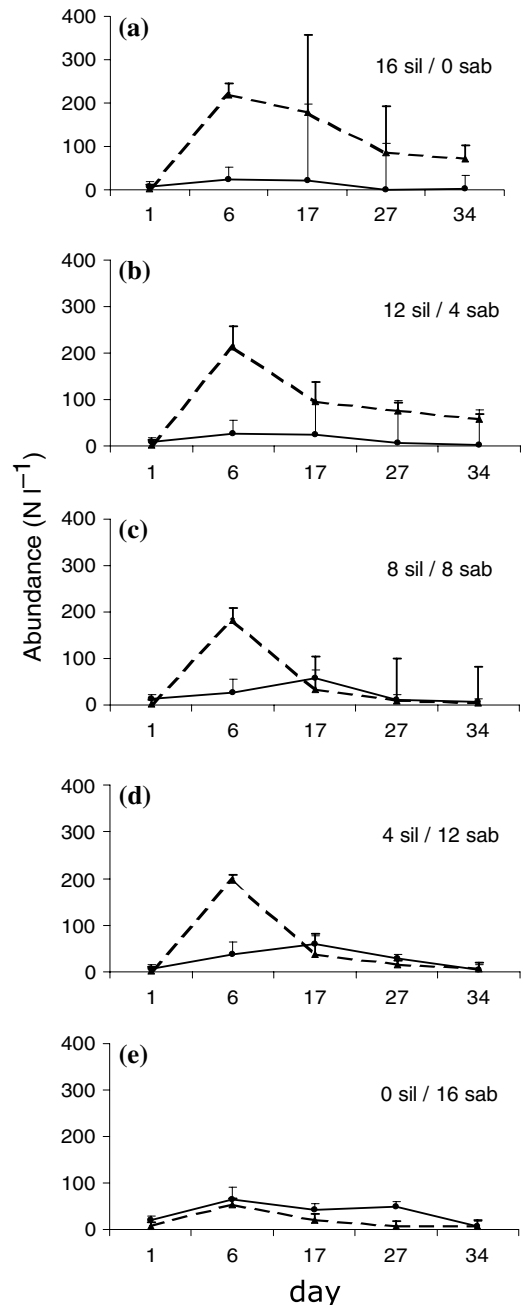 Abundance (N l⁻¹)
(a)
16 sil / 0 sab
400
300
200
100
0
1 6 17 27 34
(b)
12 sil / 4 sab
400
300
200
100
0
1 6 17 27 34
(c)
8 sil / 8 sab
400
300
200
100
0
1 6 17 27 34
(d)
4 sil / 12 sab
400
300
200
100
0
1 6 17 27 34
(e)
0 sil / 16 sab
400
300
200
100
0
1 6 17 27 34
day